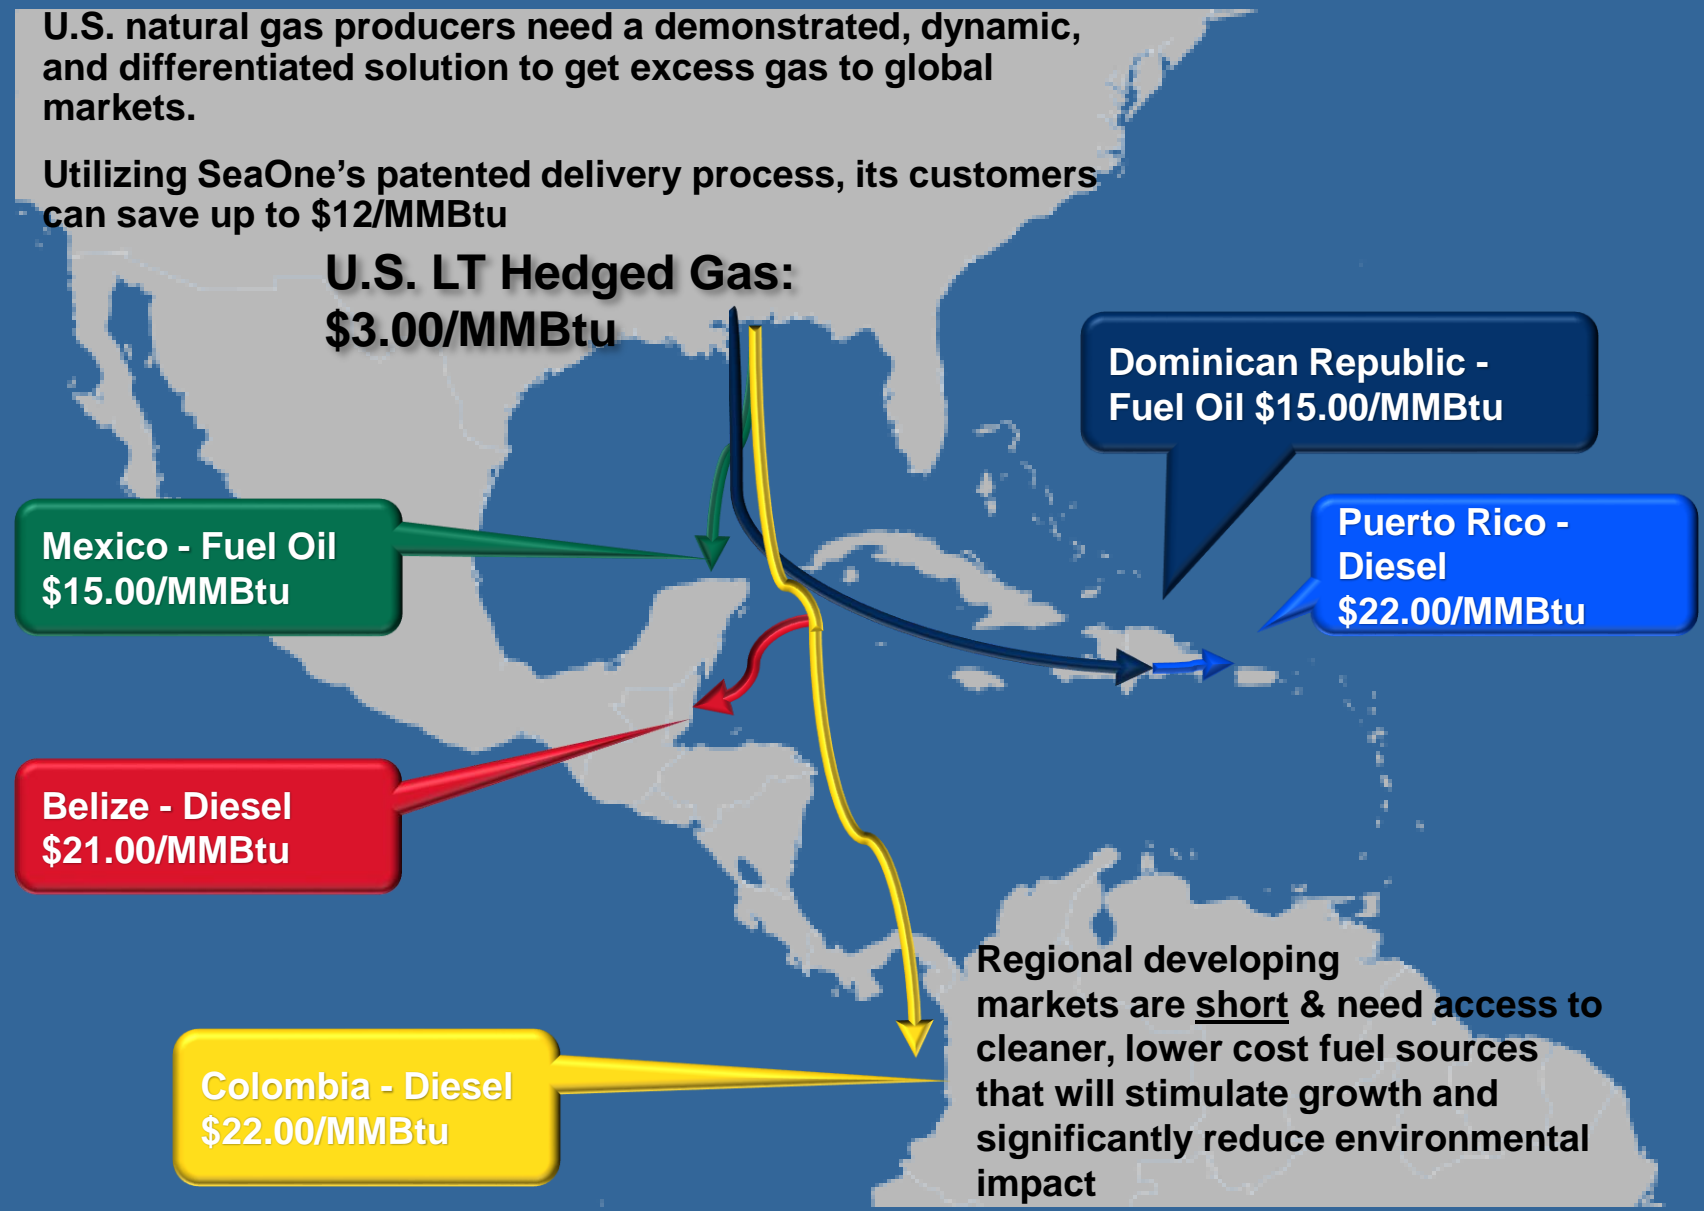 U.S. natural gas producers need a demonstrated, dynamic,
and differentiated solution to get excess gas to global
markets.
Utilizing SeaOne's patented delivery process, its customers
can save up to $12/MMBtu
U.S. LT Hedged Gas:
$3.00/MMBtu
Dominican Republic -
Fuel Oil $15.00/MMBtu
Puerto Rico -
Diesel
$22.00/MMBtu
Mexico - Fuel Oil
$15.00/MMBtu
Belize - Diesel
$21.00/MMBtu
Colombia - Diesel
$22.00/MMBtu
Regional developing
markets are short & need access to
cleaner, lower cost fuel sources
that will stimulate growth and
significantly reduce environmental
impact